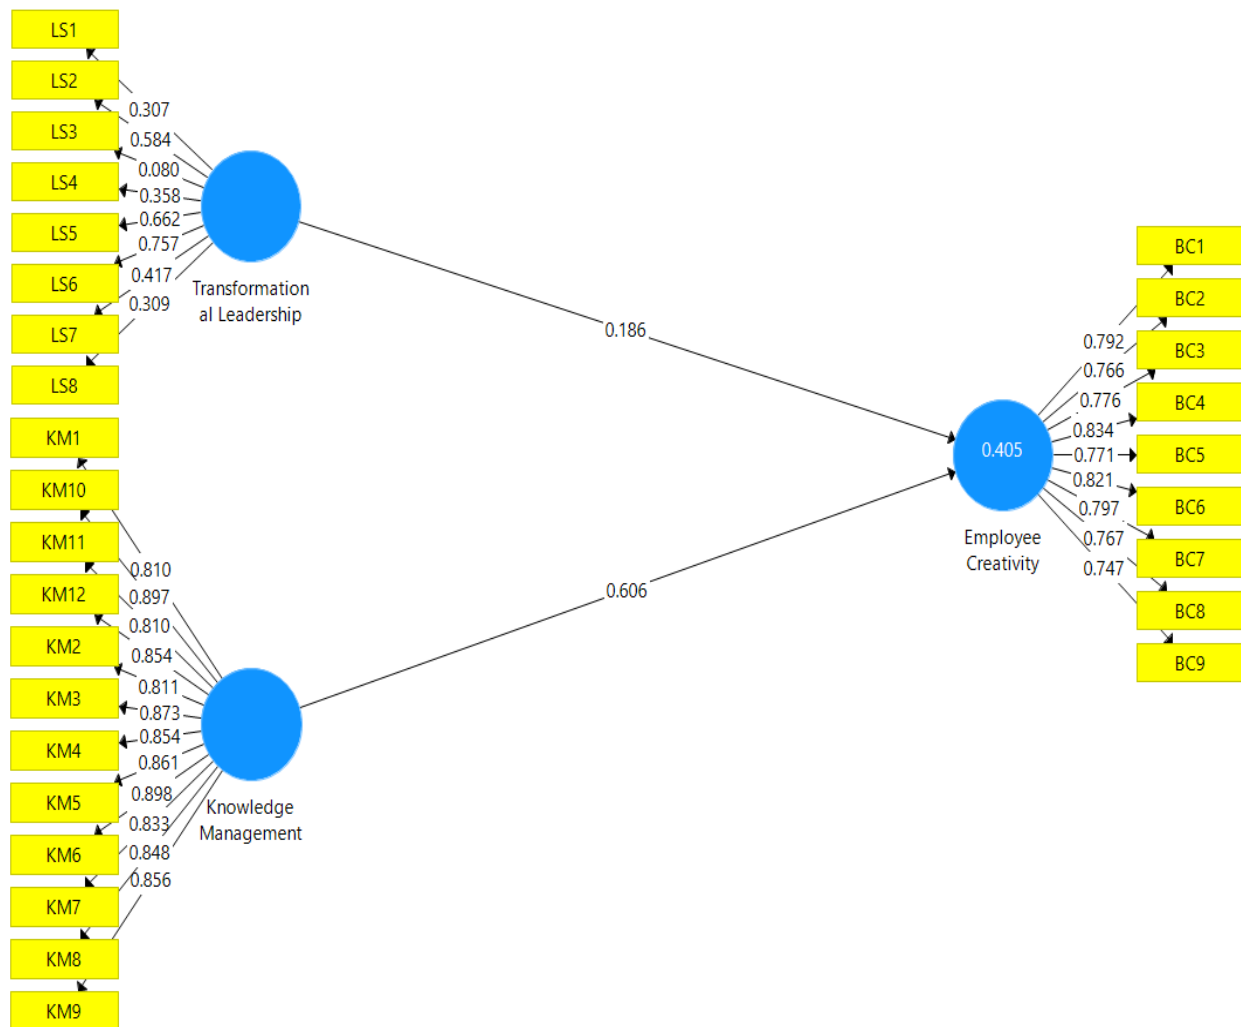 LS1
LS2
LS3
LS4
LS5
LS6
LS7
LS8
0.307
0.584
0.080
0.358
0.662
0.757
0.417
0.309
Transformation
al Leadership
KM1
KM10
KM11
KM12
KM2
KM3
KM4
KM5
KM6
KM7
KM8
KM9
0.810
0.897
0.810
0.854
0.811
0.873
0.854
0.861
0.898
0.833
0.848
0.856
Knowledge
Management
0.186
0.606
0.405
Employee
Creativity
0.792
0.766
0.776
0.834
0.771
0.821
0.797
0.767
0.747
BC1
BC2
BC3
BC4
BC5
BC6
BC7
BC8
BC9